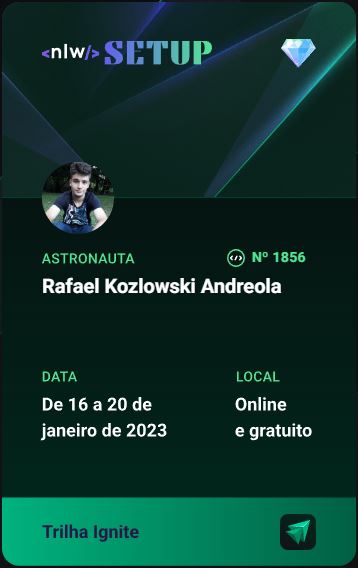 <nlw/> SETUP
ASTRONAUTA
</> Nº 1856
Rafael Kozlowski Andreola
DATA
De 16 a 20 de
janeiro de 2023
LOCAL
Online
e gratuito
Trilha Ignite